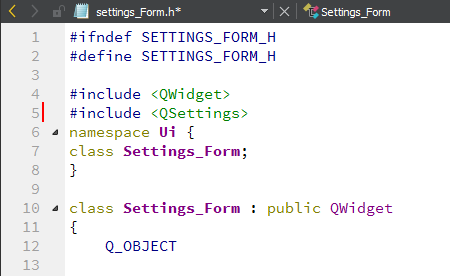 settings_Form.h* Settings_Form
1 #ifndef SETTINGS_FORM_H
2 #define SETTINGS_FORM_H
3
4 #include <QWidget>
5 #include <QSettings>
6 namespace Ui {
7 class Settings_Form;
8 }
9
10 class Settings_Form : public QWidget
11 {
12     Q_OBJECT
13